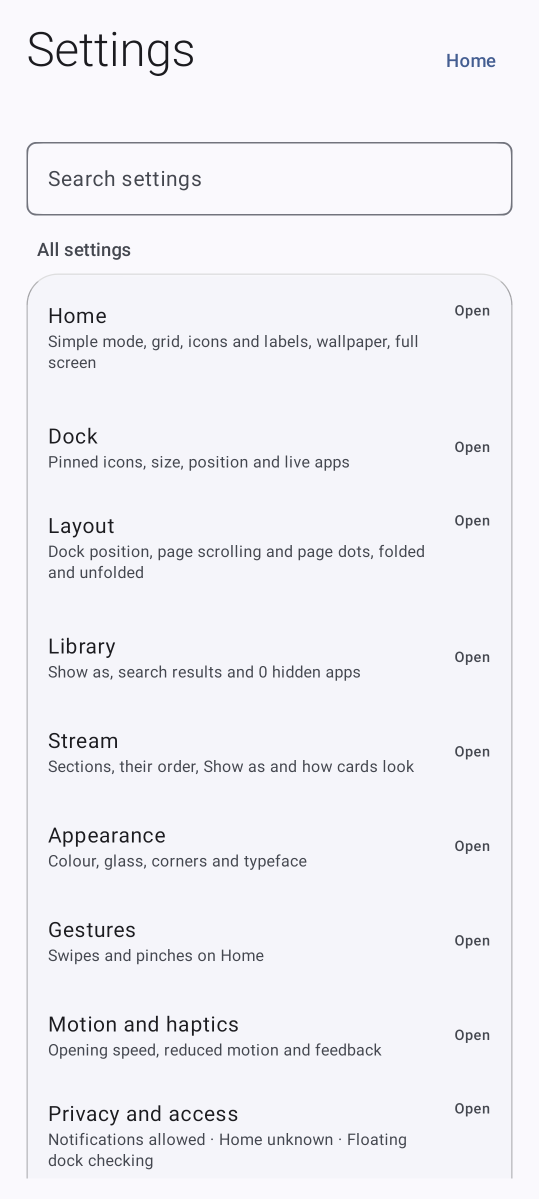 Settings
Home
Search settings
All settings
Home
Open
Simple mode, grid, icons and labels, wallpaper, full
screen
Dock
Open
Pinned icons, size, position and live apps
Layout
Open
Dock position, page scrolling and page dots, folded
and unfolded
Library
Open
Show as, search results and 0 hidden apps
Stream
Open
Sections, their order, Show as and how cards look
Appearance
Open
Colour, glass, corners and typeface
Gestures
Open
Swipes and pinches on Home
Motion and haptics
Open
Opening speed, reduced motion and feedback
Privacy and access
Open
Notifications allowed · Home unknown · Floating
dock checking